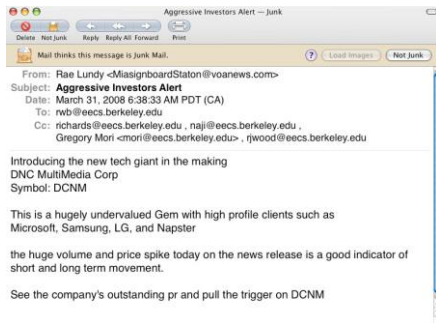 Aggressive Investors Alert — Junk
Delete Not Junk Reply Reply All Forward Print
Mail thinks this message is Junk Mail. ? Load Images Not Junk
From: Rae Lundy <MiasignboardStaton@voanews.com>
Subject: Aggressive Investors Alert
Date: March 31, 2008 6:38:33 AM PDT (CA)
To: rwb@eecs.berkeley.edu
Cc: richards@eecs.berkeley.edu , naji@eecs.berkeley.edu ,
Gregory Mori <mori@eecs.berkeley.edu> , rjwood@eecs.berkeley.edu
Introducing the new tech giant in the making
DNC MultiMedia Corp
Symbol: DCNM
This is a hugely undervalued Gem with high profile clients such as
Microsoft, Samsung, LG, and Napster
the huge volume and price spike today on the news release is a good indicator of
short and long term movement.
See the company's outstanding pr and pull the trigger on DCNM